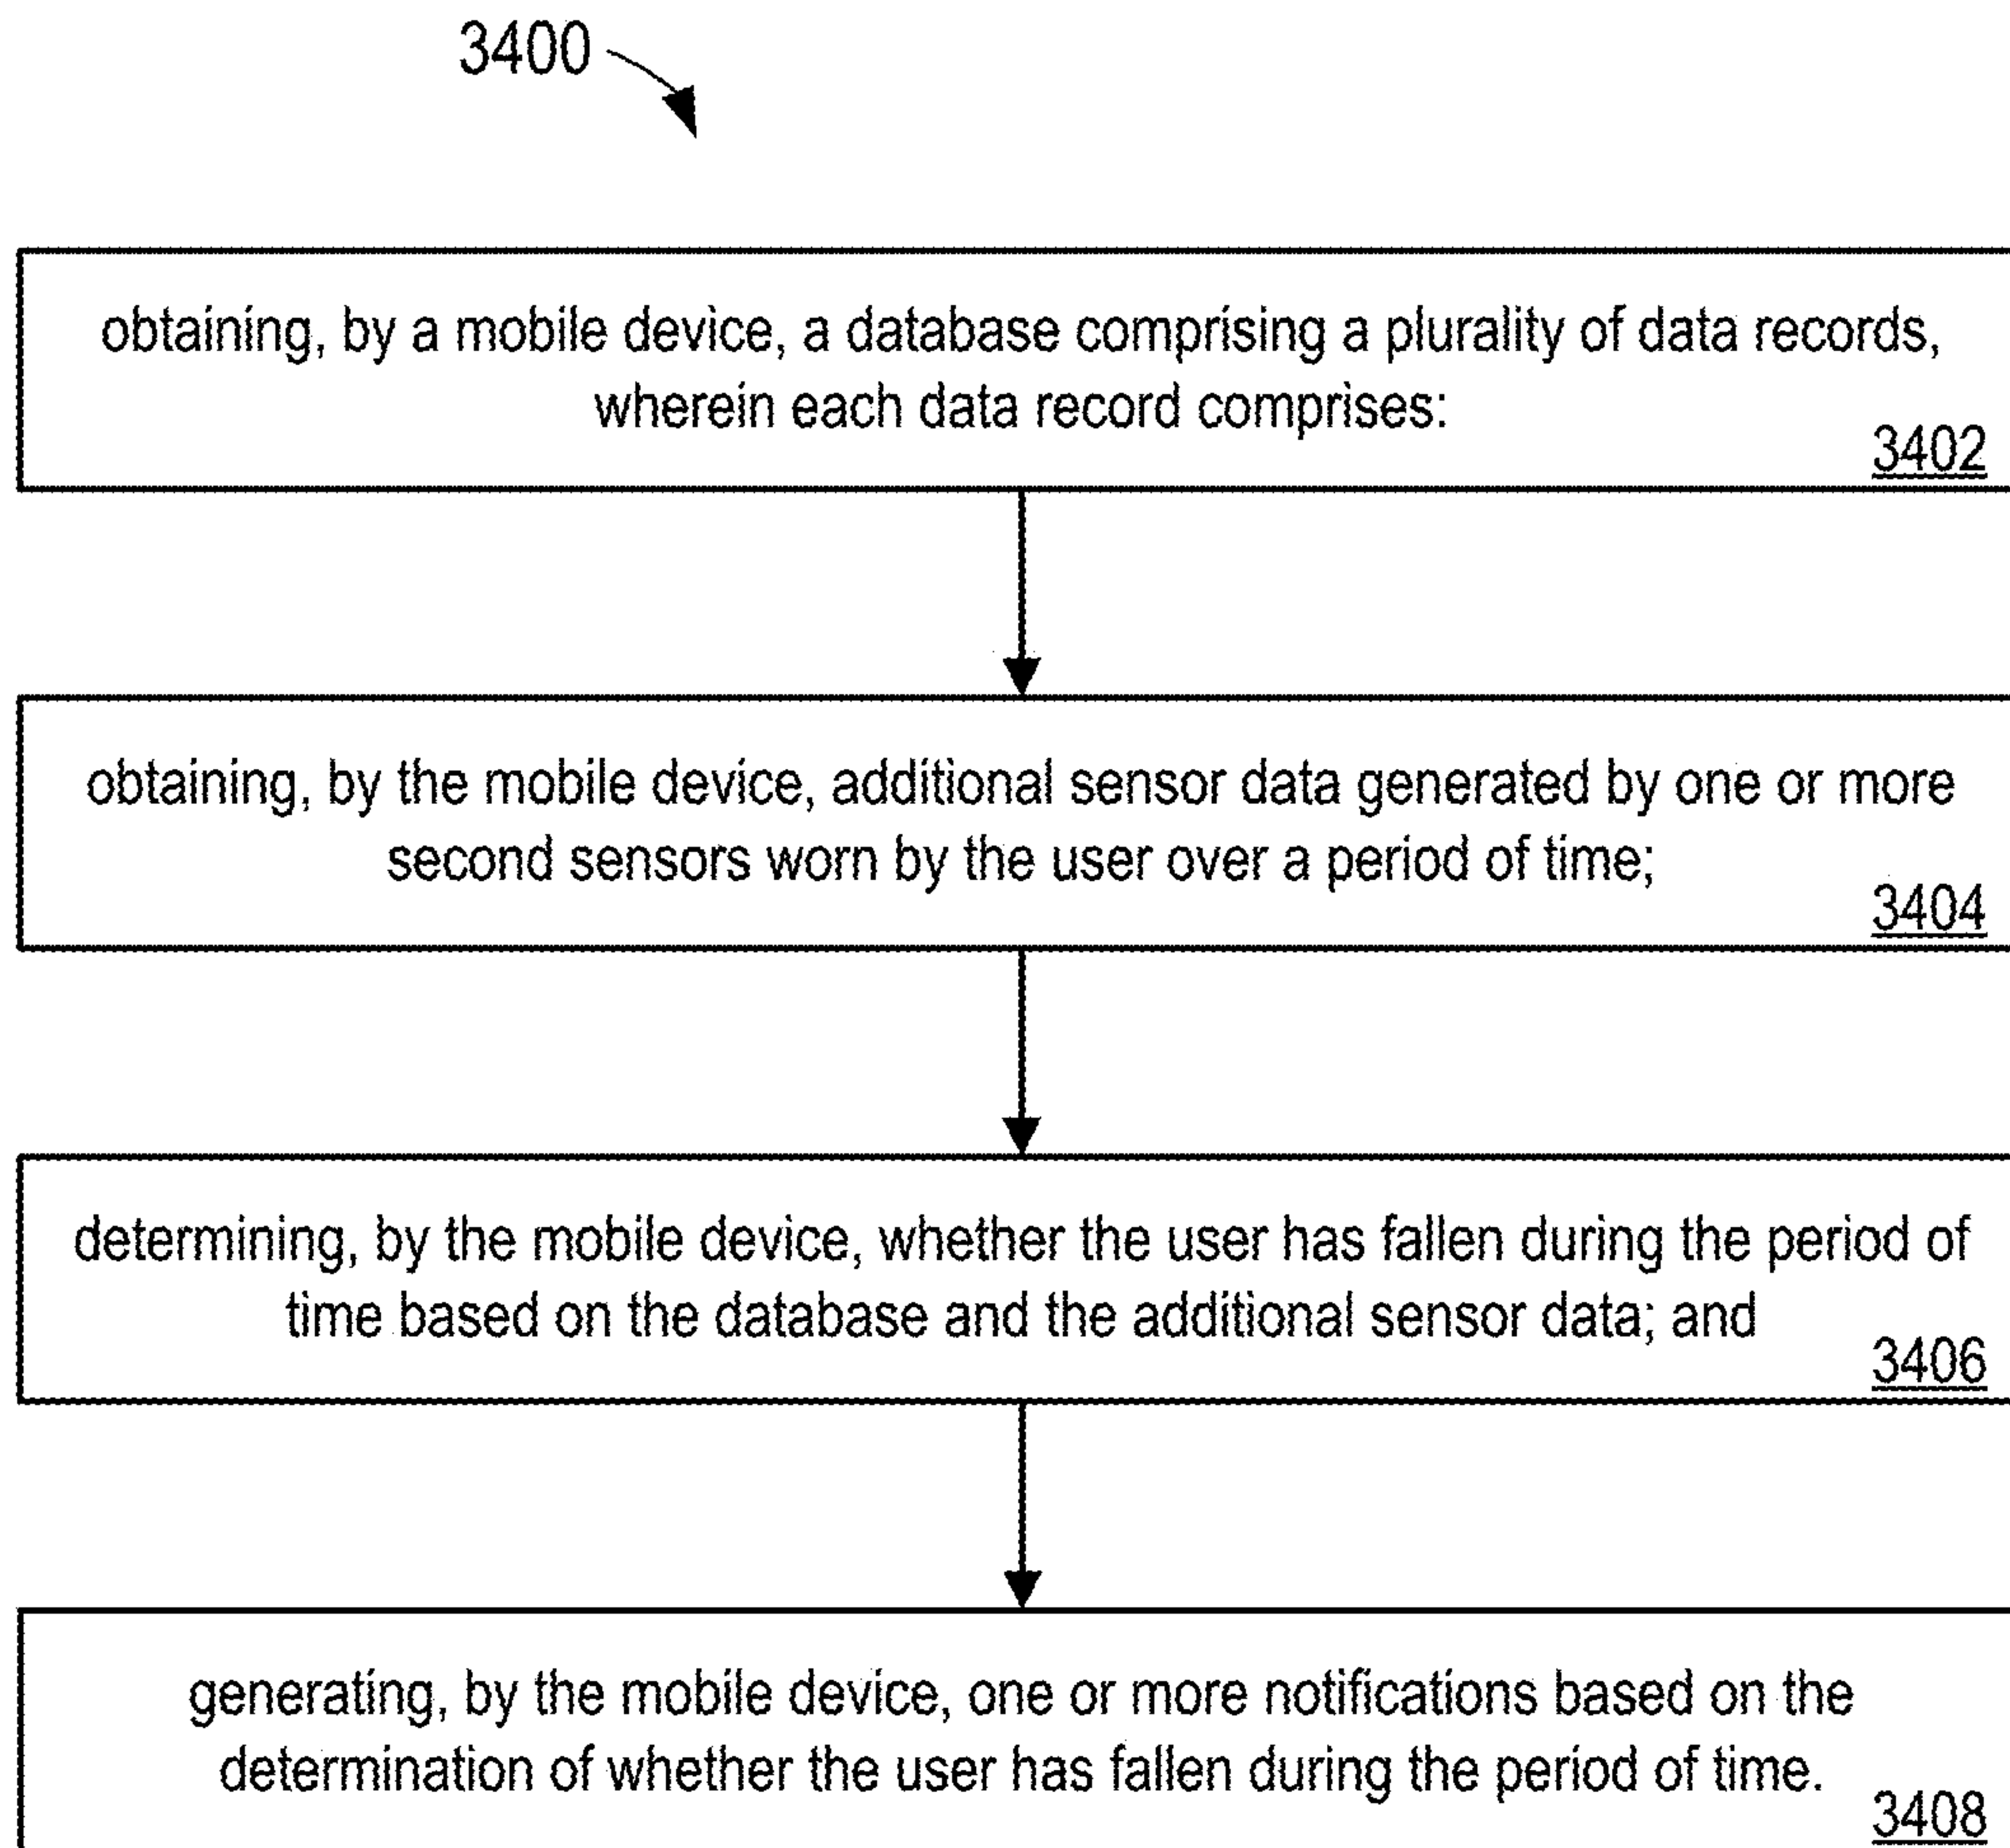 3400
obtaining, by a mobile device, a database comprising a plurality of data records,
wherein each data record comprises:
3402
obtaining, by the mobile device, additional sensor data generated by one or more
second sensors worn by the user over a period of time;
3404
determining, by the mobile device, whether the user has fallen during the period of
time based on the database and the additional sensor data; and
3406
generating, by the mobile device, one or more notifications based on the
determination of whether the user has fallen during the period of time.
3408